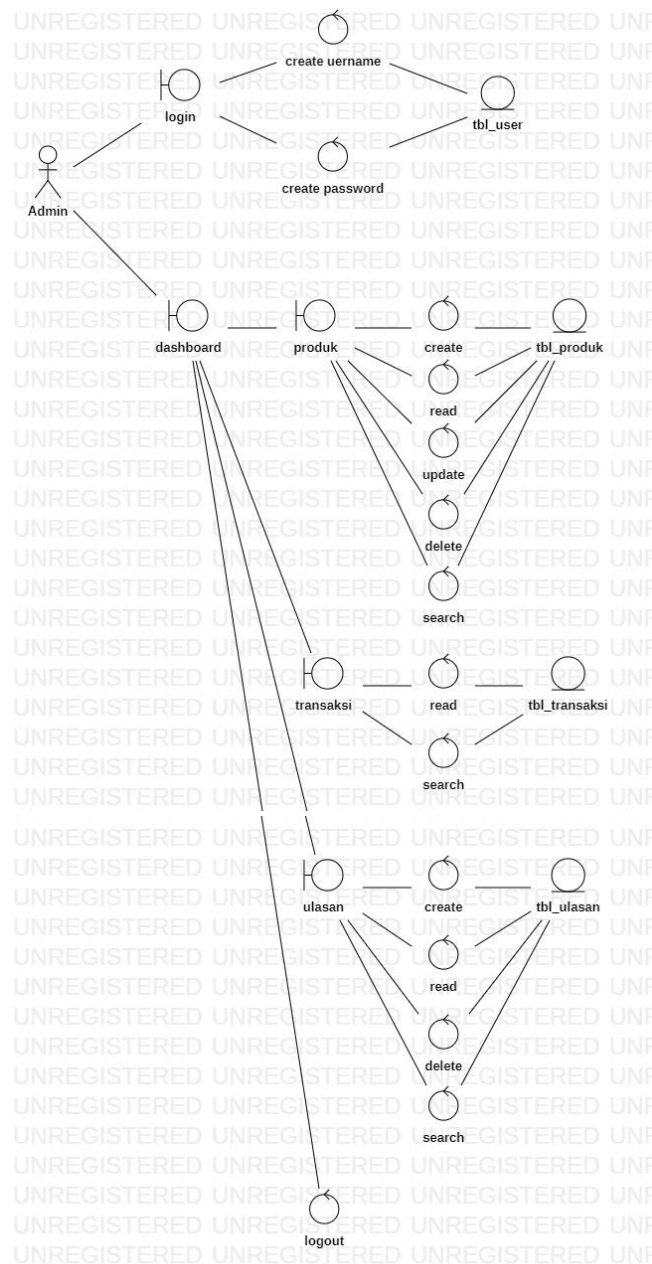 create uername
login
tbl_user
create password
Admin
dashboard
produk
create
tbl_produk
read
update
delete
search
transaksi
read
tbl_transaksi
search
ulasan
create
tbl_ulasan
read
delete
search
logout
UNREGISTERED